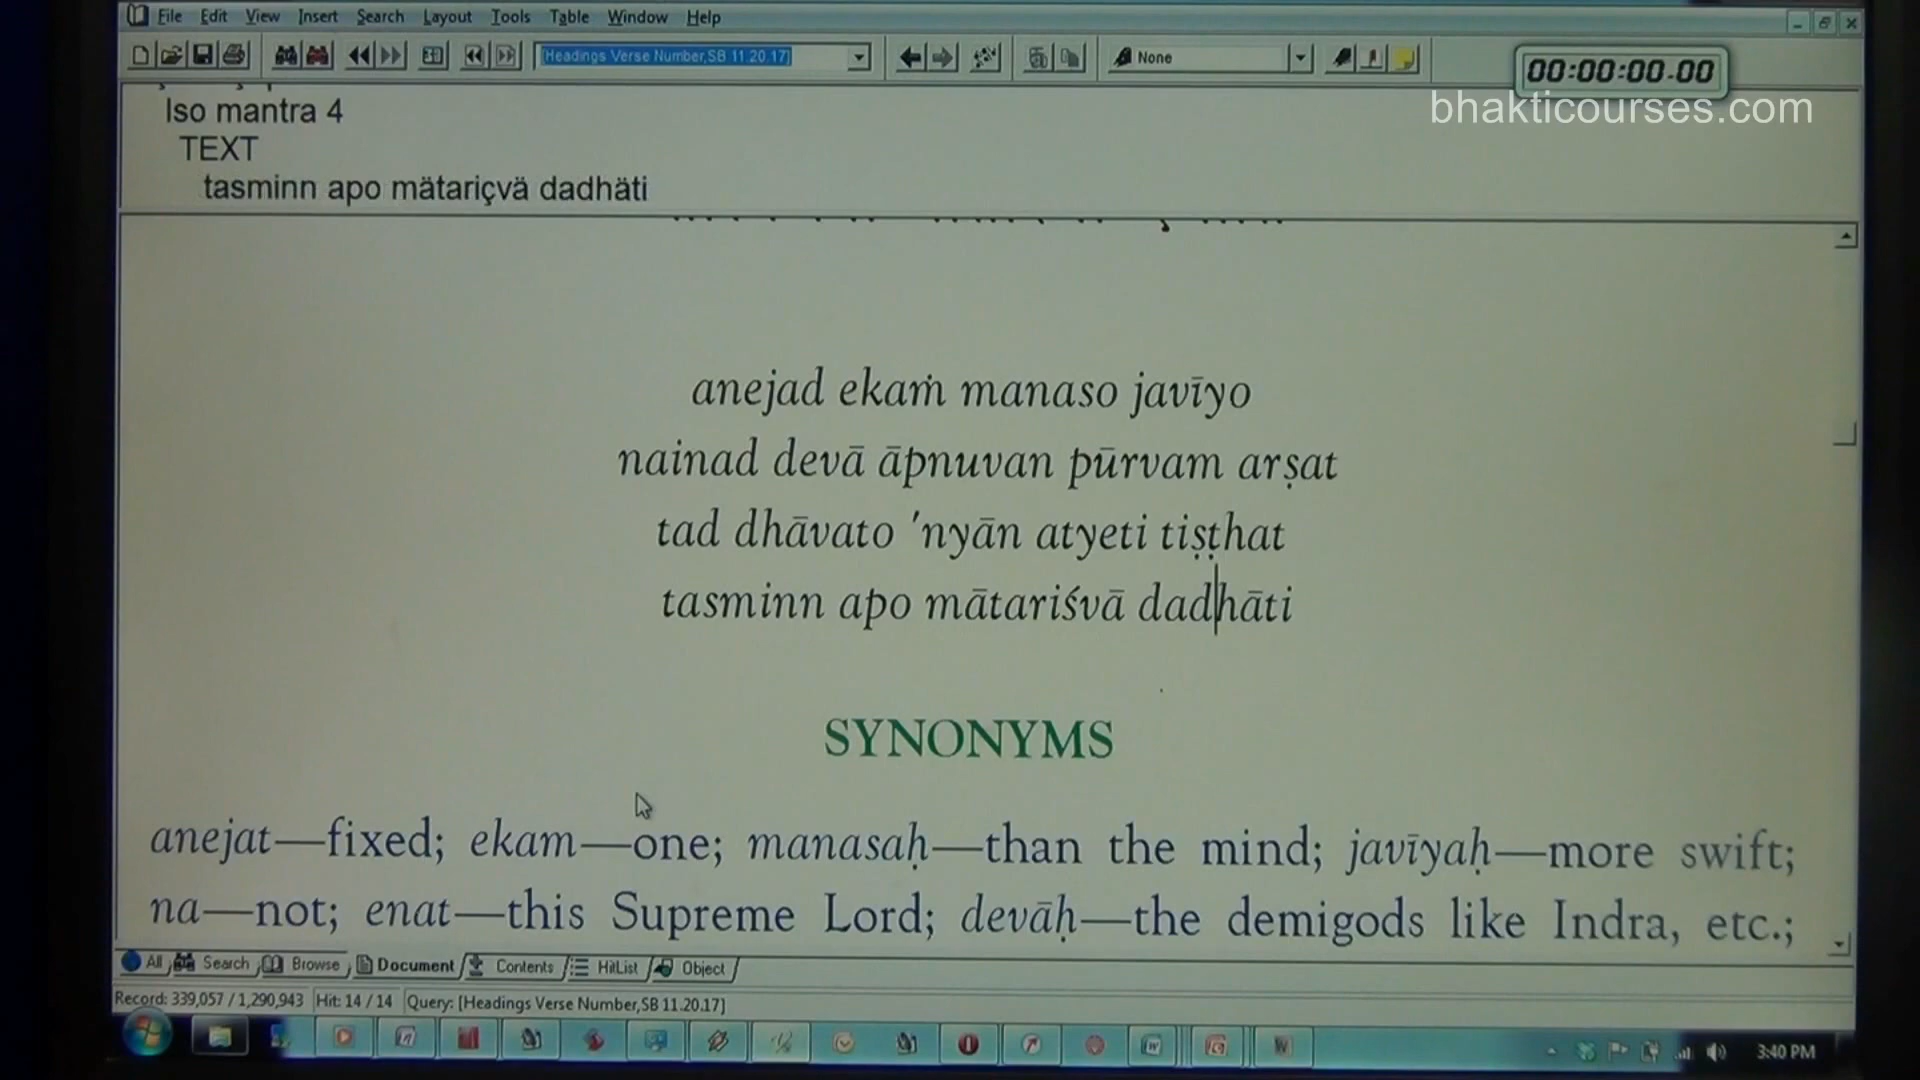 File Edit View Insert Search Layout Tools Table Window Help
[Headings Verse Number,SB 11.20.17]
None
00:00:00.00
bhakticourses.com
Iso mantra 4
TEXT
tasminn apo mätariçvä dadhäti
anejad ekaṁ manaso javīyo
nainad devā āpnuvan pūrvam arṣat
tad dhāvato 'nyān atyeti tiṣṭhat
tasminn apo mātariśvā dadhāti
SYNONYMS
anejat—fixed; ekam—one; manasaḥ—than the mind; javīyaḥ—more swift;
na—not; enat—this Supreme Lord; devāḥ—the demigods like Indra, etc.;
All Search Browse Document Contents HitList Object
Record: 339,057 / 1,290,943 Hit: 14 / 14 Query: [Headings Verse Number,SB 11.20.17]
3:40 PM